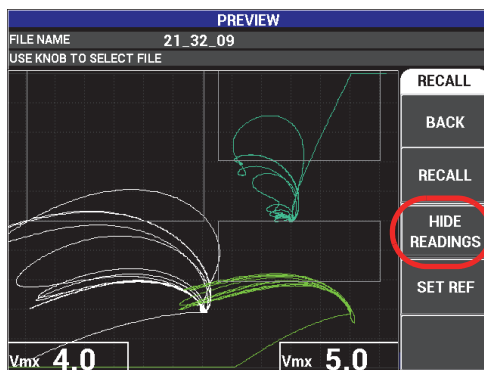 PREVIEW
FILE NAME 21_32_09
USE KNOB TO SELECT FILE
RECALL
BACK
RECALL
HIDE
READINGS
SET REF
Vmx 4.0
Vmx 5.0